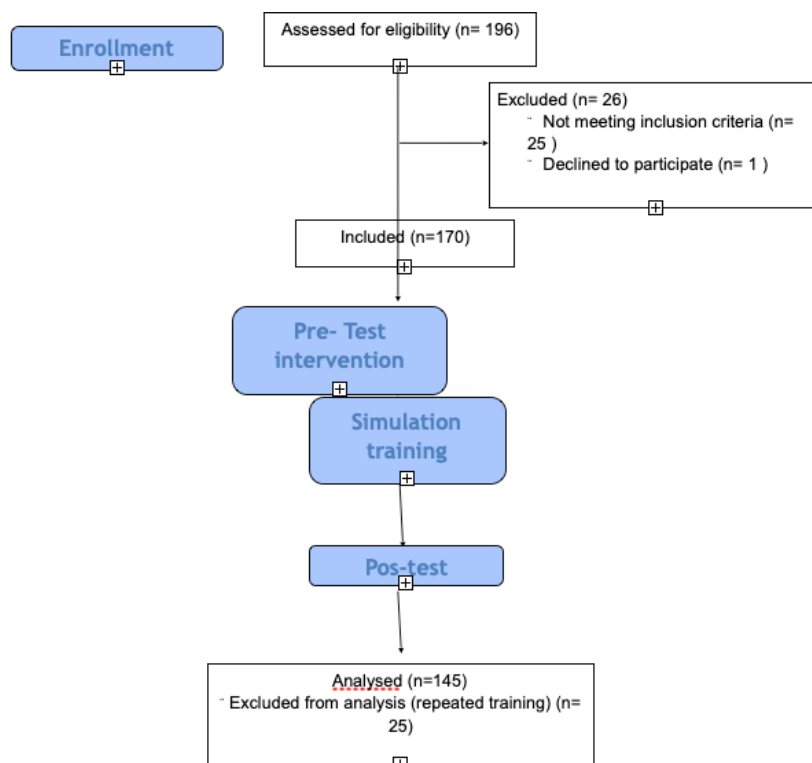 Enrollment
Assessed for eligibility (n= 196)
Excluded (n= 26)
¨ Not meeting inclusion criteria (n=
25 )
¨ Declined to participate (n= 1 )
Included (n=170)
Pre- Test
intervention
Simulation
training
Pos-test
Analysed (n=145)
¨ Excluded from analysis (repeated training) (n=
25)